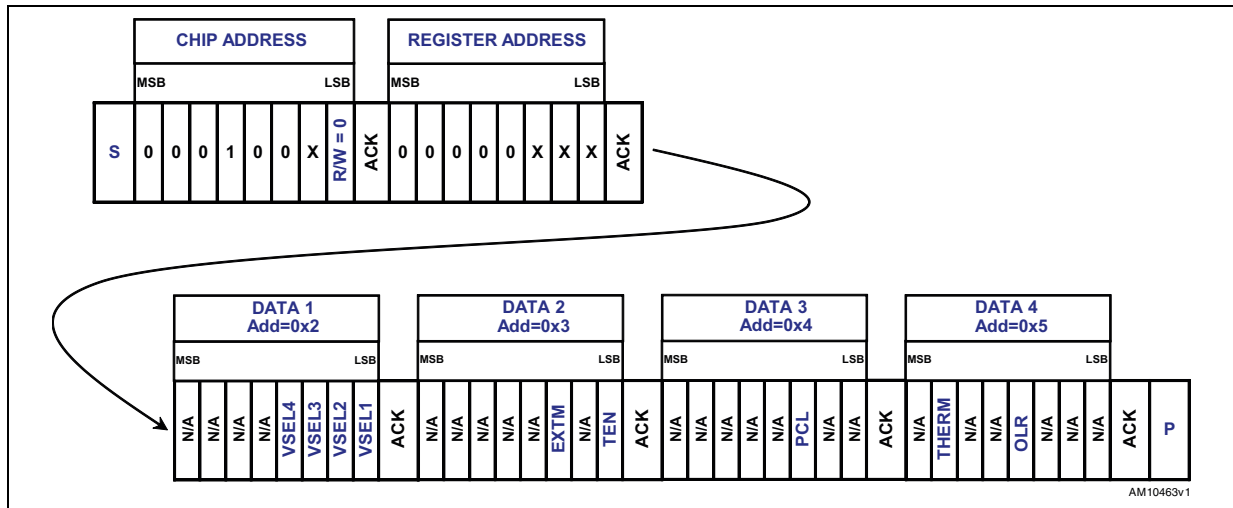 CHIP ADDRESS REGISTER ADDRESS
MSB LSB MSB LSB
S 0 0 0 1 0 0 X R/W = 0 ACK 0 0 0 0 0 X X X ACK
DATA 1 DATA 2 DATA 3 DATA 4
Add=0x2 Add=0x3 Add=0x4 Add=0x5
MSB LSB MSB LSB MSB LSB MSB LSB
N/A N/A N/A N/A VSEL4 VSEL3 VSEL2 VSEL1 ACK N/A N/A N/A N/A N/A EXTM N/A TEN ACK N/A N/A N/A N/A N/A PCL N/A N/A ACK N/A THERM N/A N/A OLR N/A N/A N/A ACK P
AM10463v1